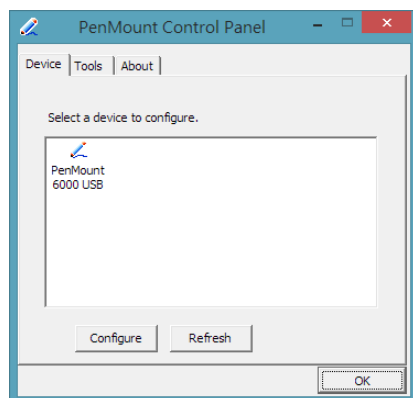 PenMount Control Panel
Device Tools About
Select a device to configure.
PenMount
6000 USB
Configure Refresh
OK